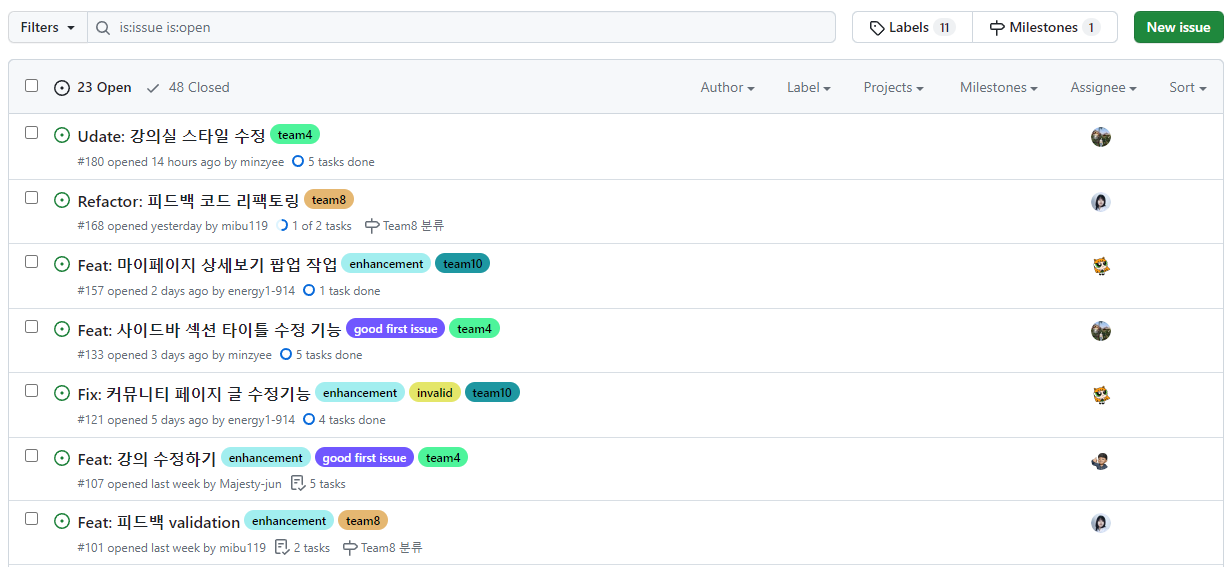 Filters is:issue is:open Labels 11 Milestones 1 New issue
23 Open 48 Closed Author Label Projects Milestones Assignee Sort
Udate: 강의실 스타일 수정 team4
#180 opened 14 hours ago by minzyee 5 tasks done
Refactor: 피드백 코드 리팩토링 team8
#168 opened yesterday by mibu119 1 of 2 tasks Team8 분류
Feat: 마이페이지 상세보기 팝업 작업 enhancement team10
#157 opened 2 days ago by energy1-914 1 task done
Feat: 사이드바 섹션 타이틀 수정 기능 good first issue team4
#133 opened 3 days ago by minzyee 5 tasks done
Fix: 커뮤니티 페이지 글 수정기능 enhancement invalid team10
#121 opened 5 days ago by energy1-914 4 tasks done
Feat: 강의 수정하기 enhancement good first issue team4
#107 opened last week by Majesty-jun 5 tasks
Feat: 피드백 validation enhancement team8
#101 opened last week by mibu119 2 tasks Team8 분류